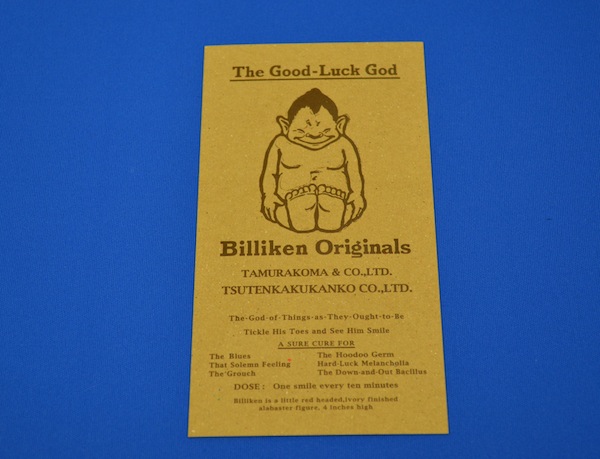 The Good-Luck God
Billiken Originals
TAMURAKOMA & CO.,LTD.
TSUTENKAKUKANKO CO.,LTD.
The-God-of-Things-as-They-Ought-to-Be
Tickle His Toes and See Him Smile
A SURE CURE FOR
The Blues
That Solemn Feeling
The Grouch
The Hoodoo Germ
Hard-Luck Melancholia
The Down-and-Out Bacillus
DOSE : One smile every ten minutes
Billiken is a little red headed,ivory finished
alabaster figure, 4 inches high